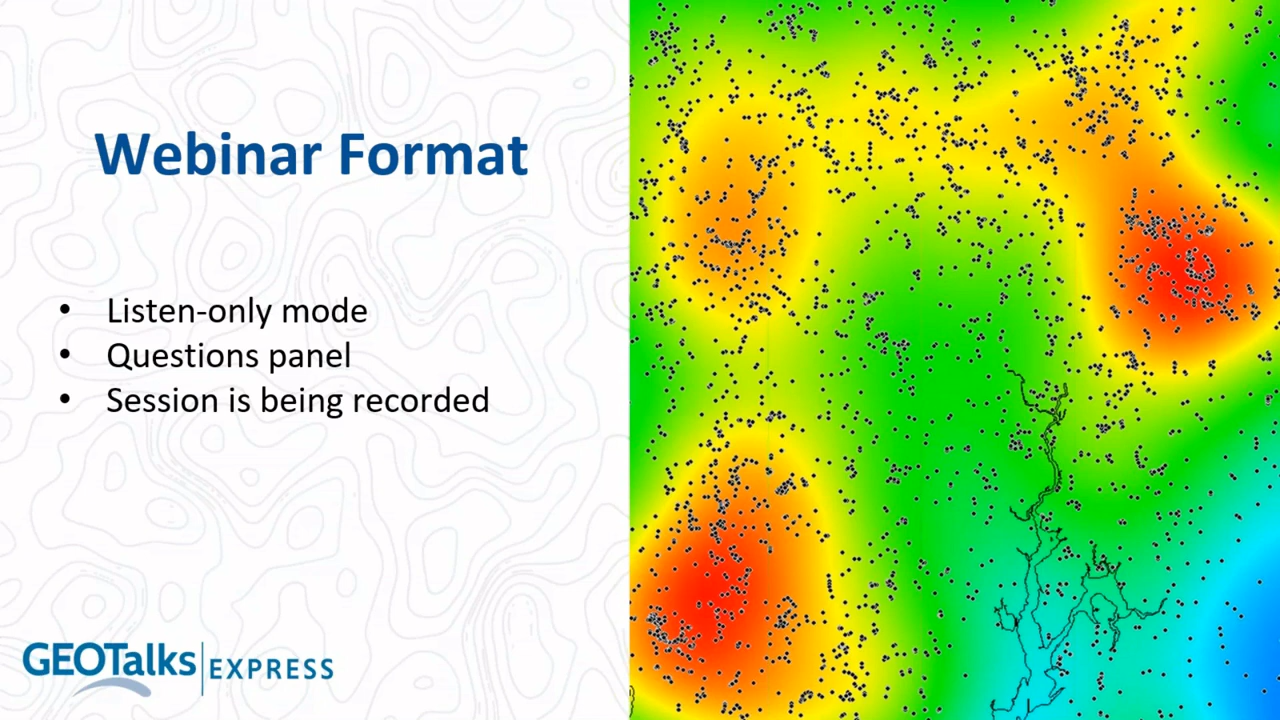 Webinar Format
• Listen-only mode
• Questions panel
• Session is being recorded
GEOTalks EXPRESS